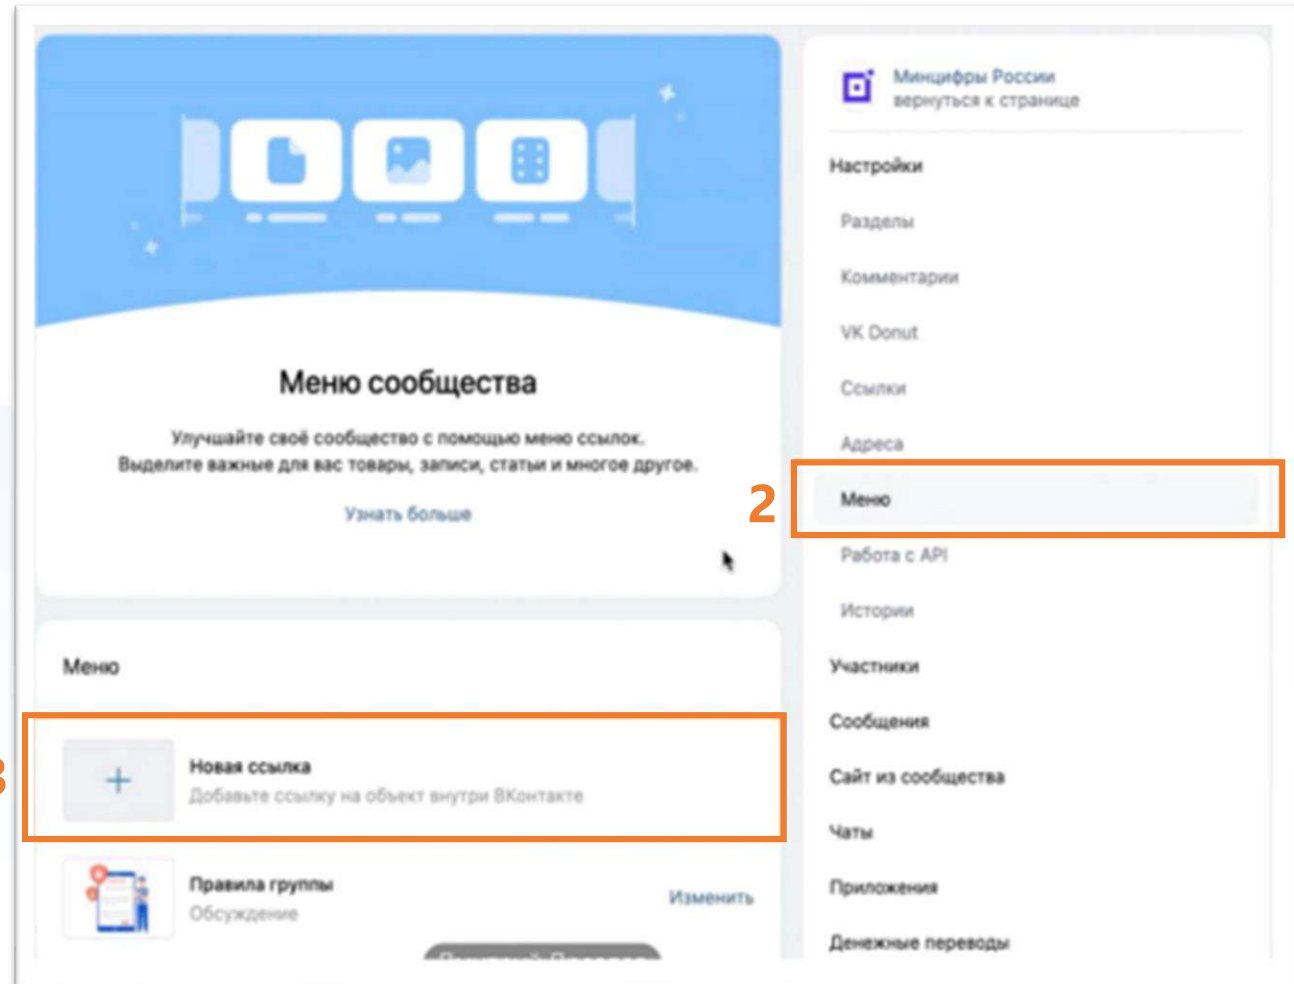 Меню сообщества
Улучшайте своё сообщество с помощью меню ссылок.
Выделите важные для вас товары, записи, статьи и многое другое.
Узнать больше
Меню
3
Новая ссылка
Добавьте ссылку на объект внутри ВКонтакте
Правила группы
Обсуждение
Изменить
Минцифры России
вернуться к странице
Настройки
Разделы
Комментарии
VK Donut
Ссылки
Адреса
2
Меню
Работа с API
Истории
Участники
Сообщения
Сайт из сообщества
Чаты
Приложения
Денежные переводы